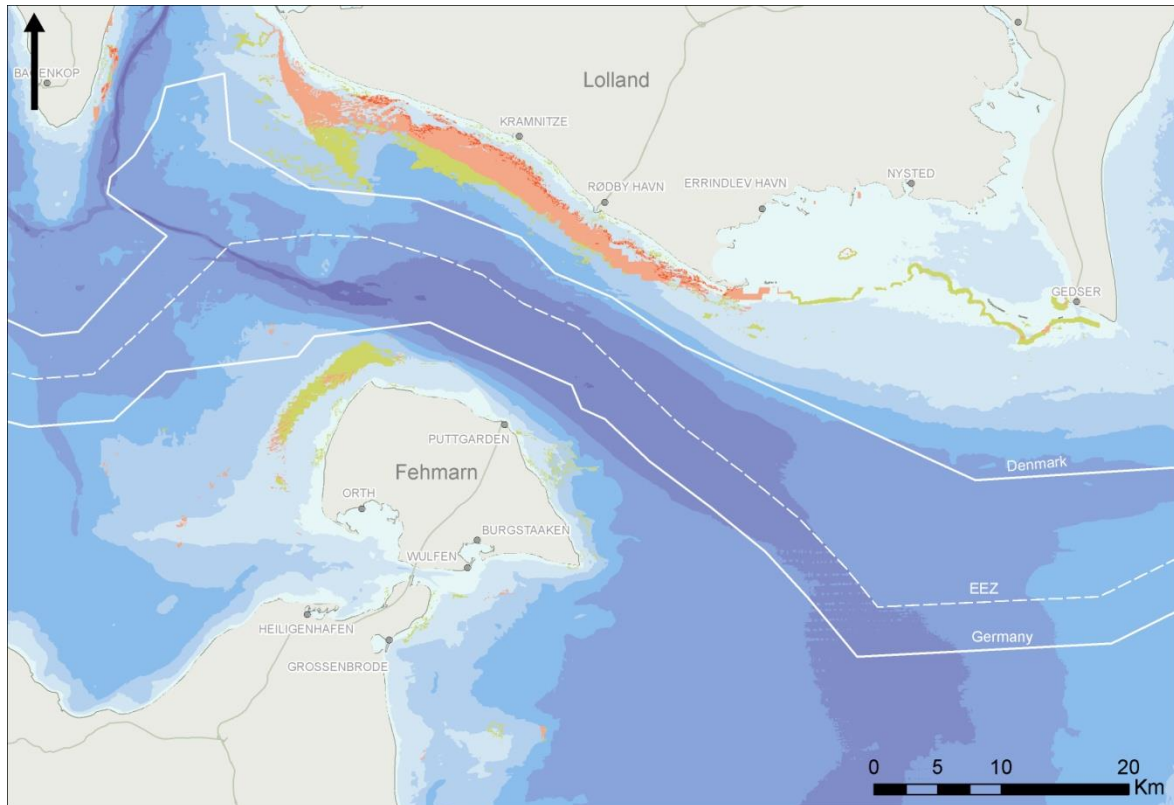 BAGENKOP
Lolland
KRAMNITZE
RØDBY HAVN
ERRINDLEV HAVN
NYSTED
GEDSER
PUTTGARDEN
Fehmarn
ORTH
BURGSTAAKEN
WULFEN
HEILIGENHAFEN
GROSSENBRODE
Denmark
EEZ
Germany
0 5 10 20
Km